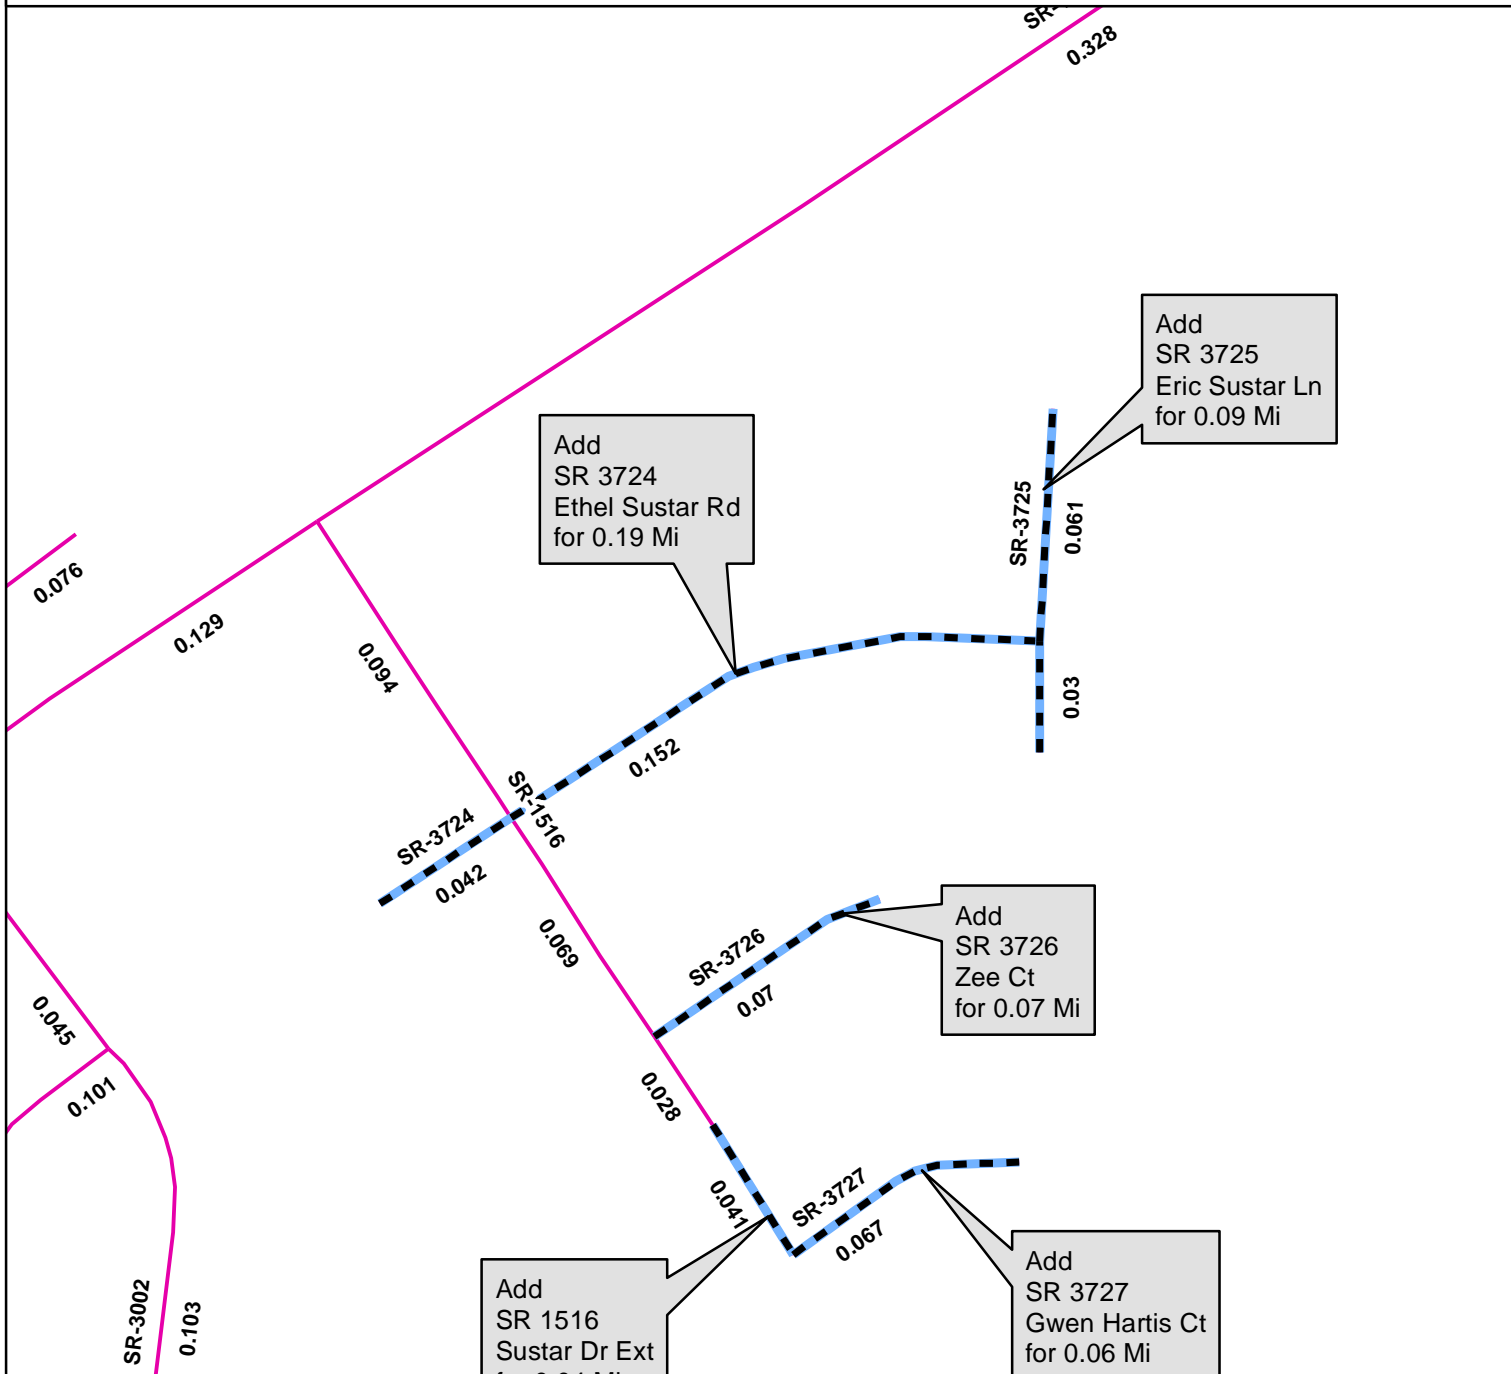 0.328
Add
SR 3725
Eric Sustar Ln
for 0.09 Mi
Add
SR 3724
Ethel Sustar Rd
for 0.19 Mi
SR-3725
0.061
0.076
0.129
0.094
0.03
0.152
SR-1516
SR-3724
0.042
0.069
SR-3726
0.07
Add
SR 3726
Zee Ct
for 0.07 Mi
0.045
0.101
0.028
0.041
SR-3727
0.067
Add
SR 3727
Gwen Hartis Ct
for 0.06 Mi
Add
SR 1516
Sustar Dr Ext
SR-3002
0.103